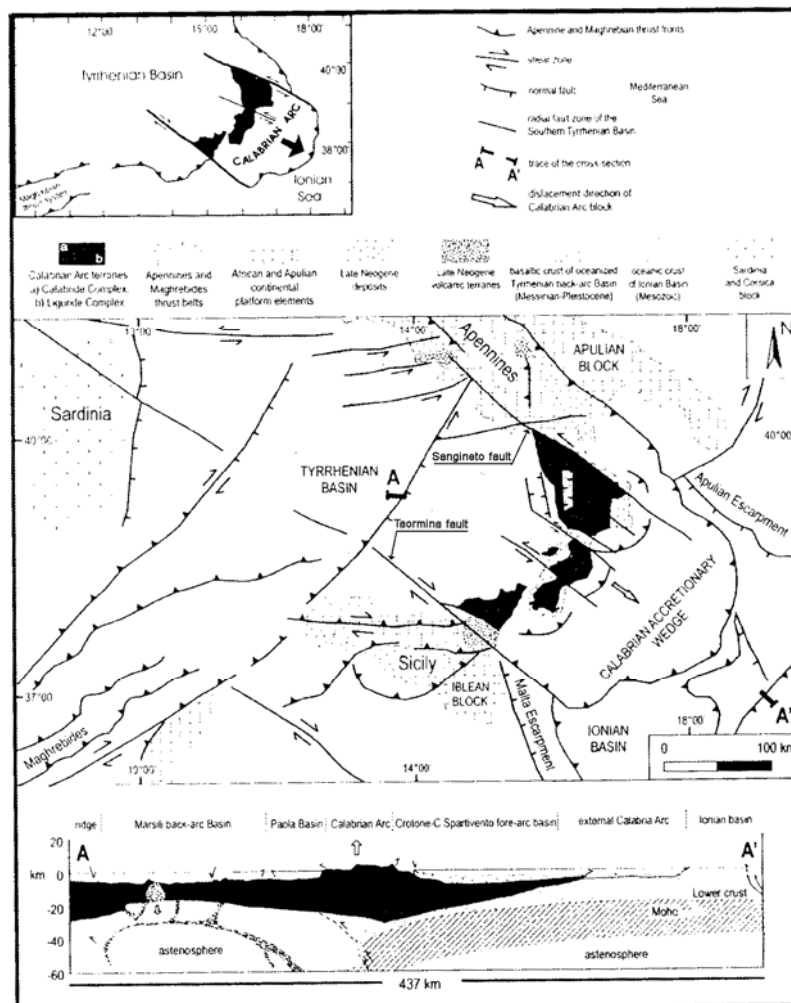 12°00'
15°00'
18°00'
40°00'
Tyrrhenian Basin
CALABRIAN ARC
38°00'
Ionian
Sea
Apennine and Maghrebian thrust fronts
shear zone
normal fault
Mediterranean
Sea
radial fault zone of the
Southern Tyrrhenian Basin
A
A'
trace of the cross-section
dislacement direction of
Calabrian Arc block
a
b
Calabrian Arc terranes
a) Calabride Complex,
b) Liguride Complex
Apennines and
Maghrebides
thrust belts
African and Apulian
continental
platform elements
Late Neogene
deposits
Late Neogene
volcanic terranes
basaltic crust of oceanized
Tyrrhenian back-arc Basin
(Messinian-Pleistocene)
oceanic crust
of Ionian Basin
(Mesozoic)
Sardinia
and Corsica
block
14°00'
18°00'
N
Apennines
APULIAN
BLOCK
Sardinia
40°00'
40°00'
Sangineto fault
TYRRHENIAN
BASIN
A
Apulian Escarpment
Taormina fault
CALABRIAN ACCRETIONARY
WEDGE
Sicily
37°00'
IBLEAN
BLOCK
Malta Escarpment
IONIAN
BASIN
18°00'
A'
Maghrebides
14°00'
0
100 km
ridge
Marsili back-arc Basin
Paola Basin
Calabrian Arc
Crotone-C Spartivento fore-arc basin
external Calabria Arc
Ionian basin
20
A
A'
km
0
-20
Lower crust
Moho
-40
astenosphere
astenosphere
-60
437 km